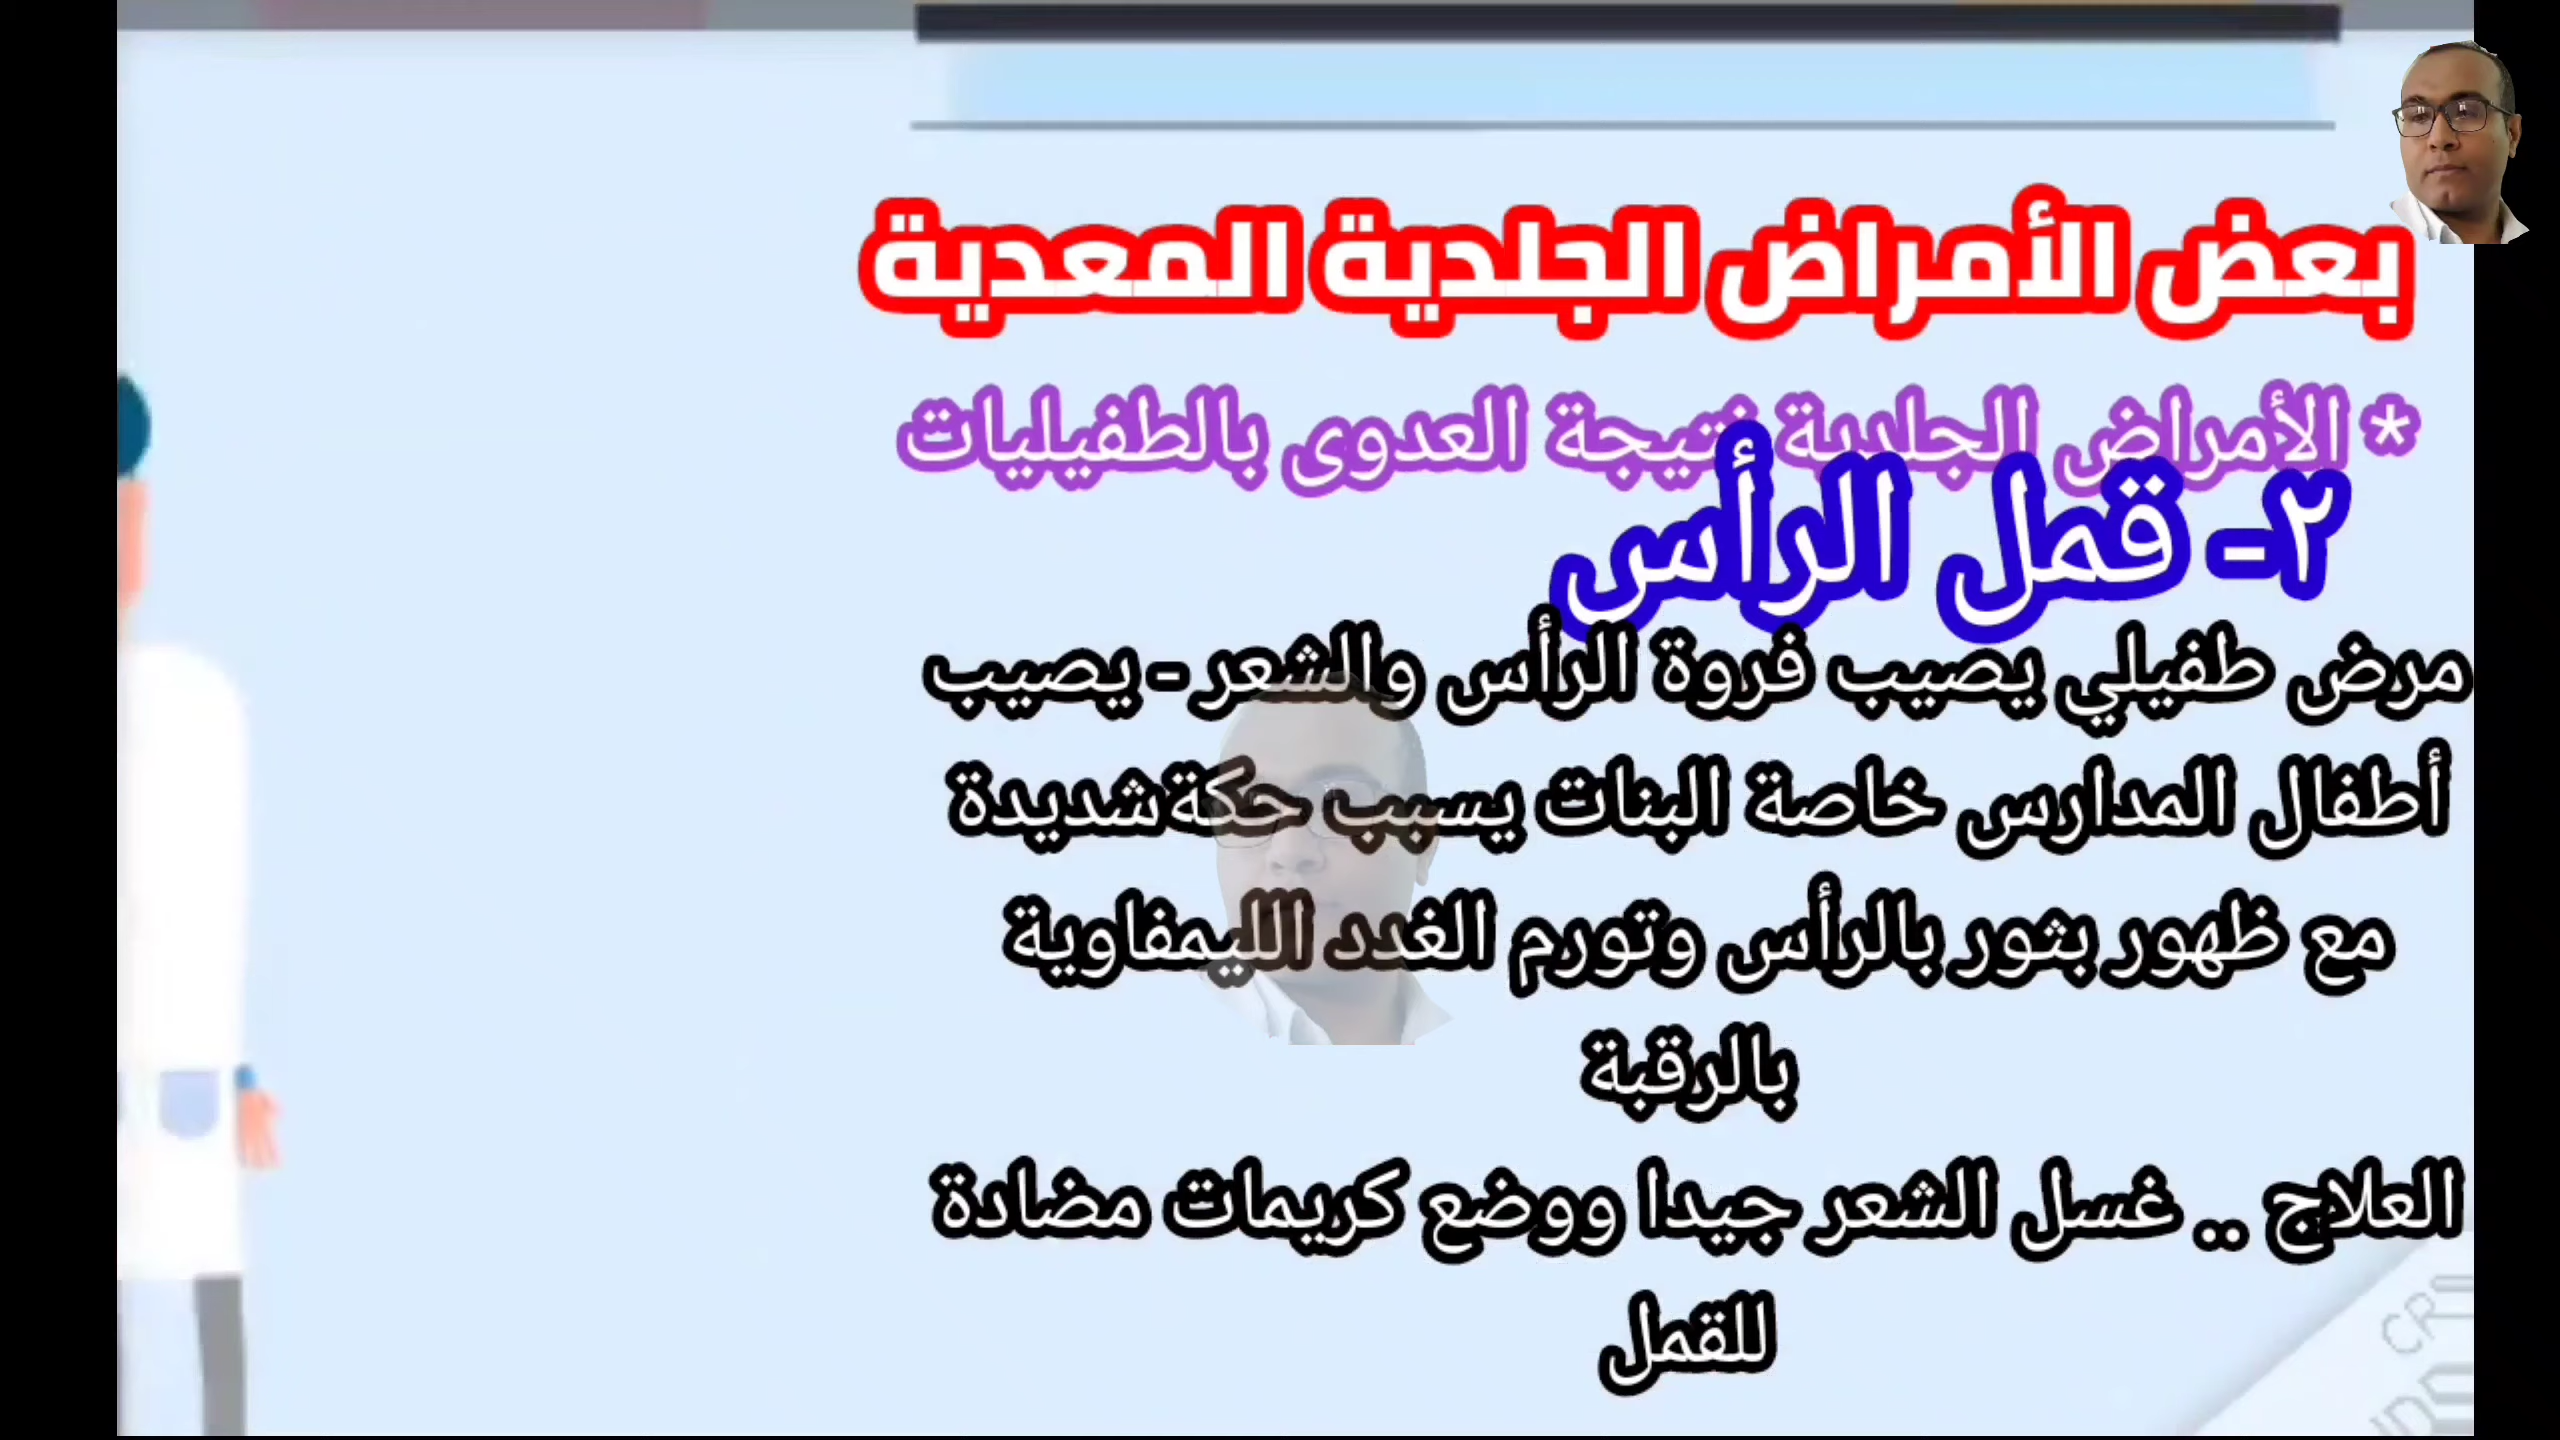 بعض الأمراض الجلدية المعدية
* الأمراض الجلدية نتيجة العدوى بالطفيليات
٢- قمل الرأس
مرض طفيلي يصيب فروة الرأس والشعر - يصيب
أطفال المدارس خاصة البنات يسبب حكة شديدة
مع ظهور بثور بالرأس وتورم الغدد الليمفاوية
بالرقبة
العلاج .. غسل الشعر جيدا ووضع كريمات مضادة
للقمل